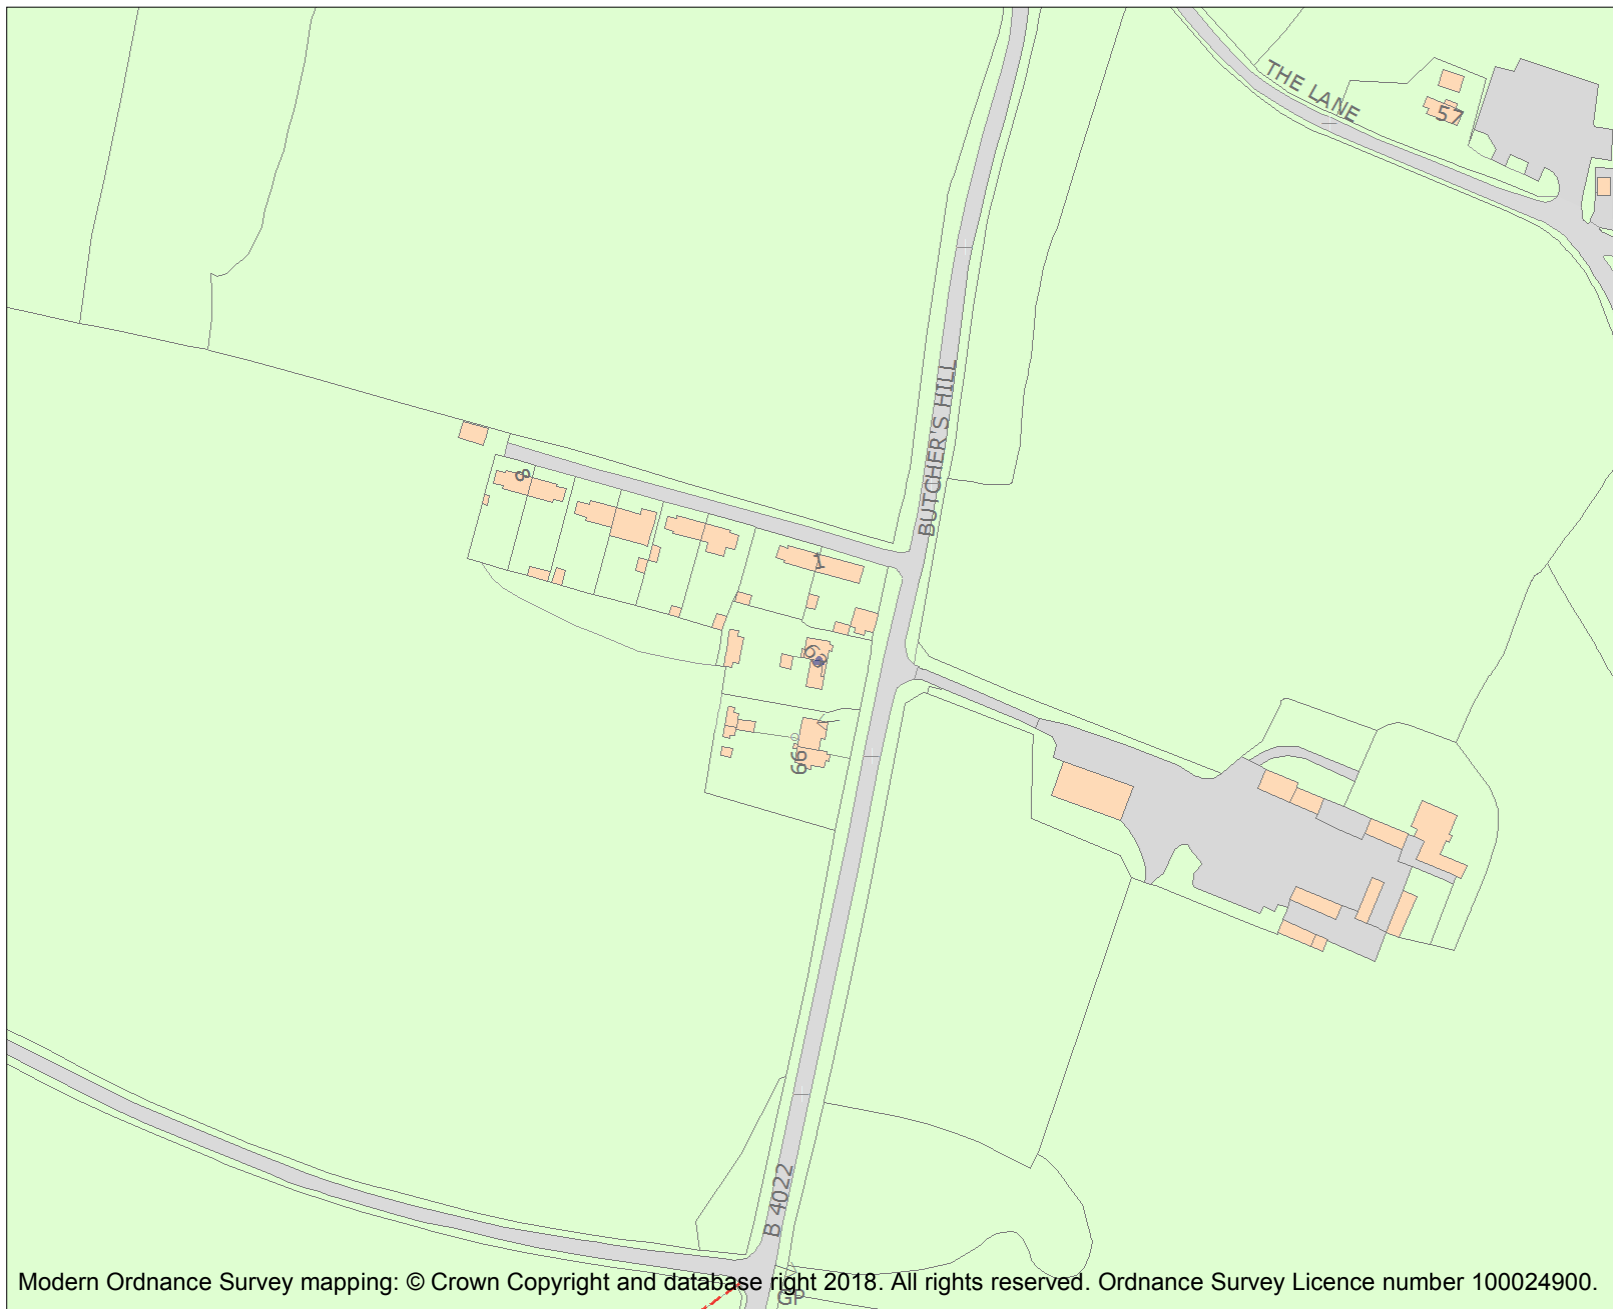 THE LANE
57
BUTCHER'S HILL
8
1
66
B 4022
Modern Ordnance Survey mapping: © Crown Copyright and database right 2018. All rights reserved. Ordnance Survey Licence number 100024900.
GP